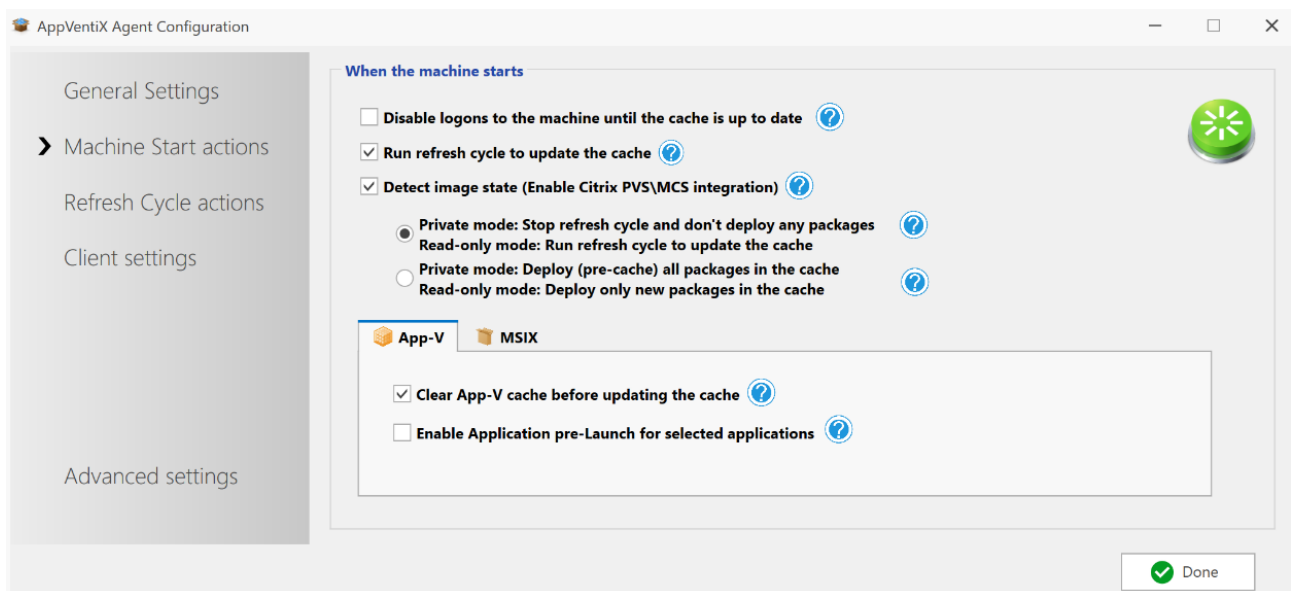 AppVentiX Agent Configuration
General Settings
Machine Start actions
Refresh Cycle actions
Client settings
Advanced settings
When the machine starts
Disable logons to the machine until the cache is up to date
Run refresh cycle to update the cache
Detect image state (Enable Citrix PVS\MCS integration)
Private mode: Stop refresh cycle and don't deploy any packages
Read-only mode: Run refresh cycle to update the cache
Private mode: Deploy (pre-cache) all packages in the cache
Read-only mode: Deploy only new packages in the cache
App-V
MSIX
Clear App-V cache before updating the cache
Enable Application pre-Launch for selected applications
Done